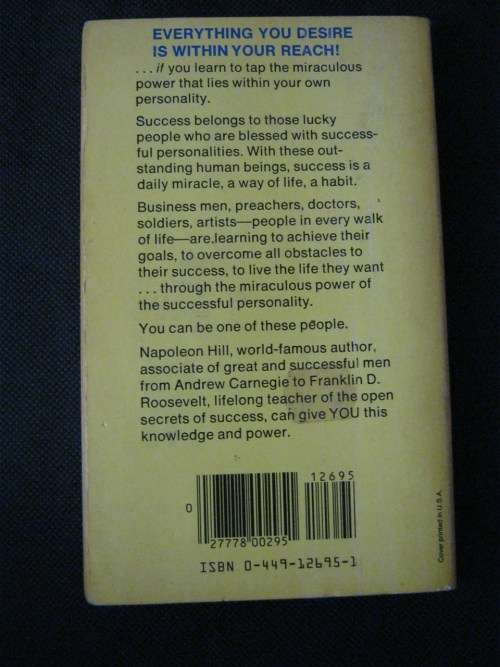 EVERYTHING YOU DESIRE
IS WITHIN YOUR REACH!
... if you learn to tap the miraculous
power that lies within your own
personality.
Success belongs to those lucky
people who are blessed with success-
ful personalities. With these out-
standing human beings, success is a
daily miracle, a way of life, a habit.
Business men, preachers, doctors,
soldiers, artists—people in every walk
of life—are learning to achieve their
goals, to overcome all obstacles to
their success, to live the life they want
... through the miraculous power of
the successful personality.
You can be one of these people.
Napoleon Hill, world-famous author,
associate of great and successful men
from Andrew Carnegie to Franklin D.
Roosevelt, lifelong teacher of the open
secrets of success, can give YOU this
knowledge and power.
12695
0
27778 00295
ISBN 0-449-12695-1
Cover printed in U.S.A.